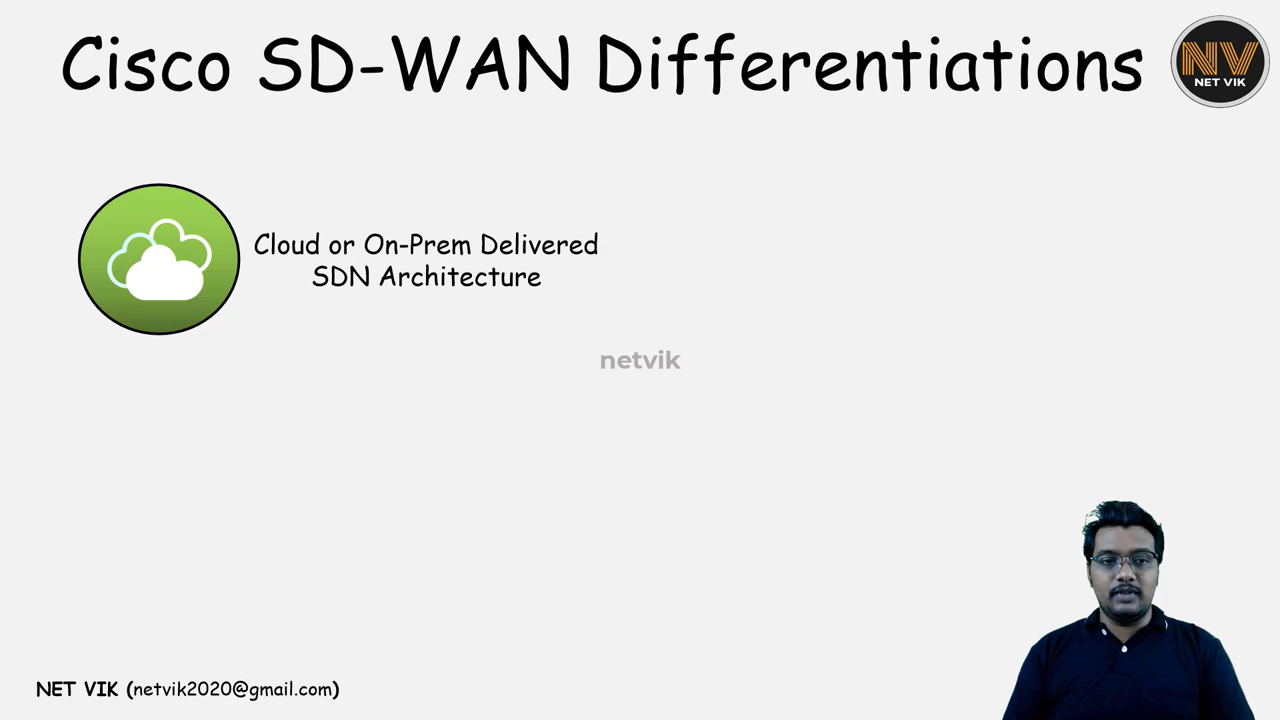 Cisco SD-WAN Differentiations
NV
NET VIK
Cloud or On-Prem Delivered
SDN Architecture
netvik
NET VIK (netvik2020@gmail.com)